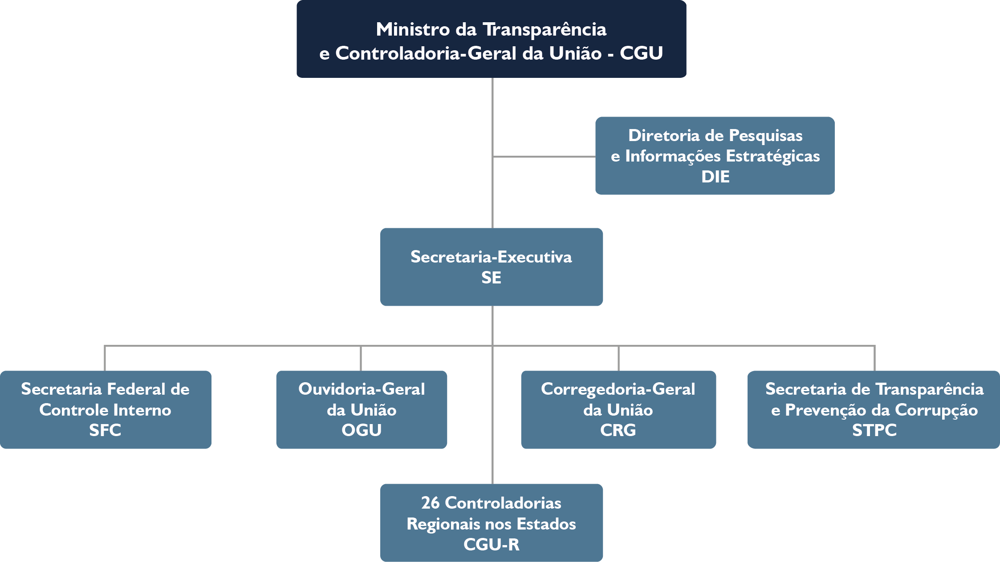 Ministro da Transparência
e Controladoria-Geral da União - CGU
Diretoria de Pesquisas
e Informações Estratégicas
DIE
Secretaria-Executiva
SE
Secretaria Federal de
Controle Interno
SFC
Ouvidoria-Geral
da União
OGU
Corregedoria-Geral
da União
CRG
Secretaria de Transparência
e Prevenção da Corrupção
STPC
26 Controladorias
Regionais nos Estados
CGU-R